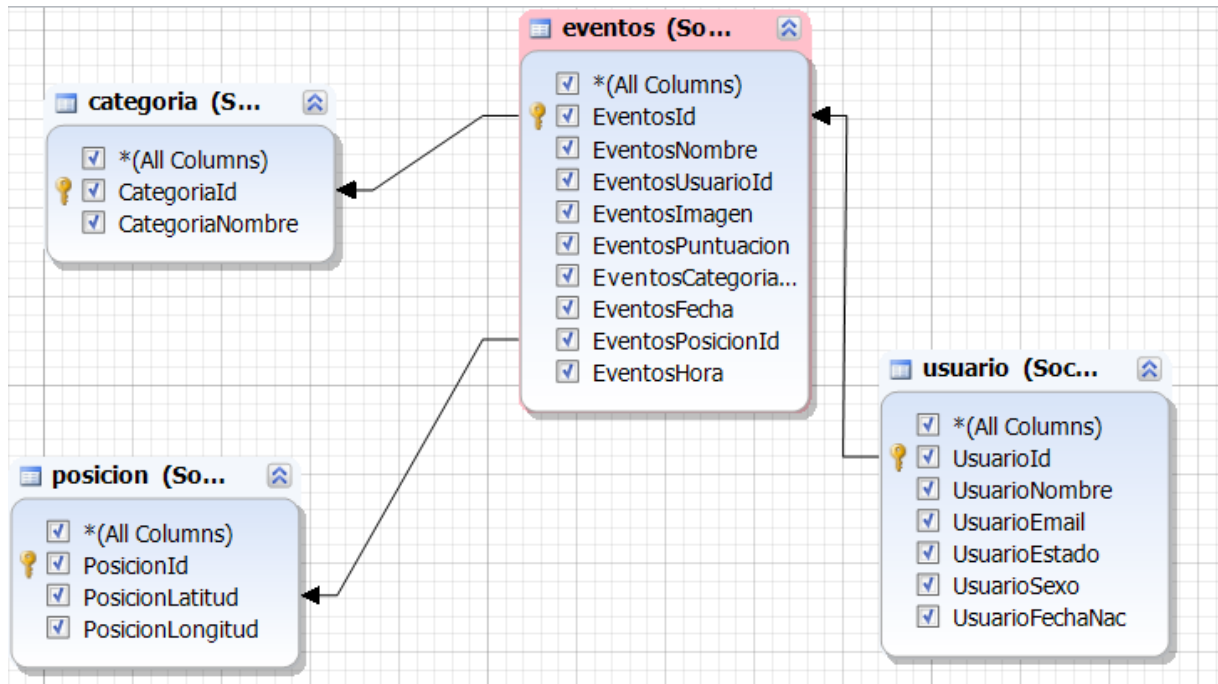 eventos (So...
*(All Columns)
EventosId
EventosNombre
EventosUsuarioId
EventosImagen
EventosPuntuacion
EventosCategoria...
EventosFecha
EventosPosicionId
EventosHora
categoria (S...
*(All Columns)
CategoriaId
CategoriaNombre
usuario (Soc...
*(All Columns)
UsuarioId
UsuarioNombre
UsuarioEmail
UsuarioEstado
UsuarioSexo
UsuarioFechaNac
posicion (So...
*(All Columns)
PosicionId
PosicionLatitud
PosicionLongitud